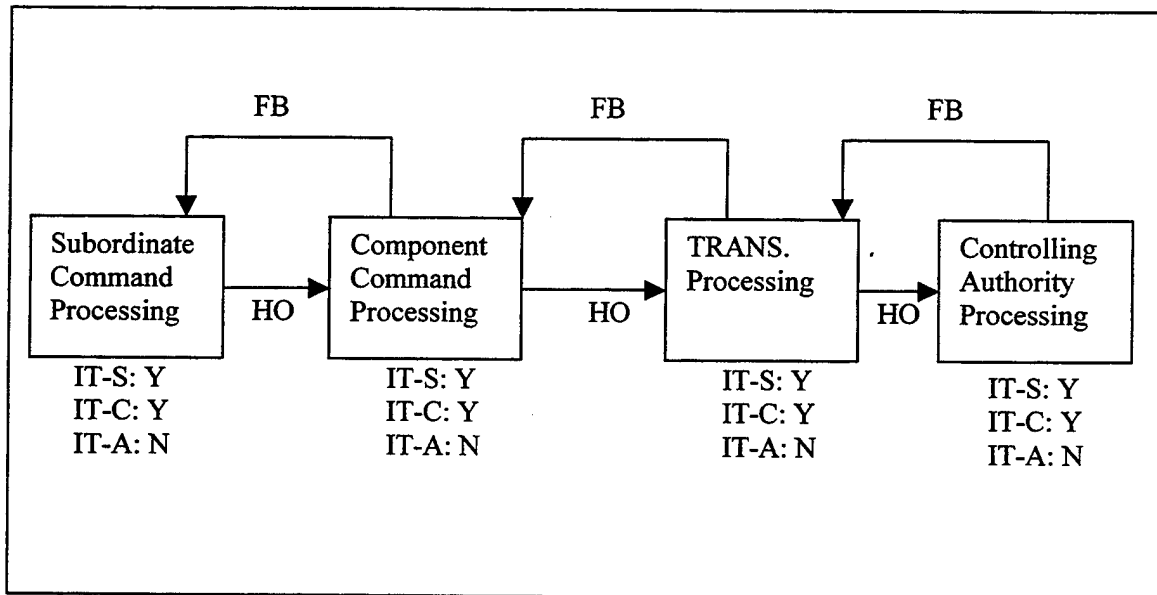 FB
FB
FB
Subordinate
Command
Processing
HO
Component
Command
Processing
HO
TRANS.
Processing
HO
Controlling
Authority
Processing
IT-S: Y
IT-C: Y
IT-A: N
IT-S: Y
IT-C: Y
IT-A: N
IT-S: Y
IT-C: Y
IT-A: N
IT-S: Y
IT-C: Y
IT-A: N